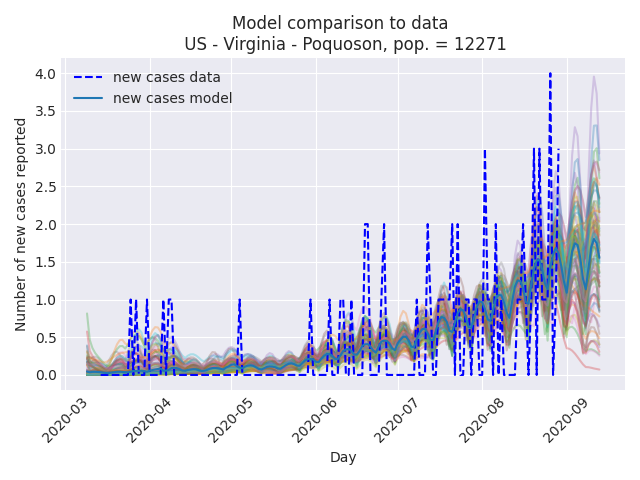 Model comparison to data
US - Virginia - Poquoson, pop. = 12271
new cases data
new cases model
Number of new cases reported
4.0
3.5
3.0
2.5
2.0
1.5
1.0
0.5
0.0
2020-03
2020-04
2020-05
2020-06
2020-07
2020-08
2020-09
Day